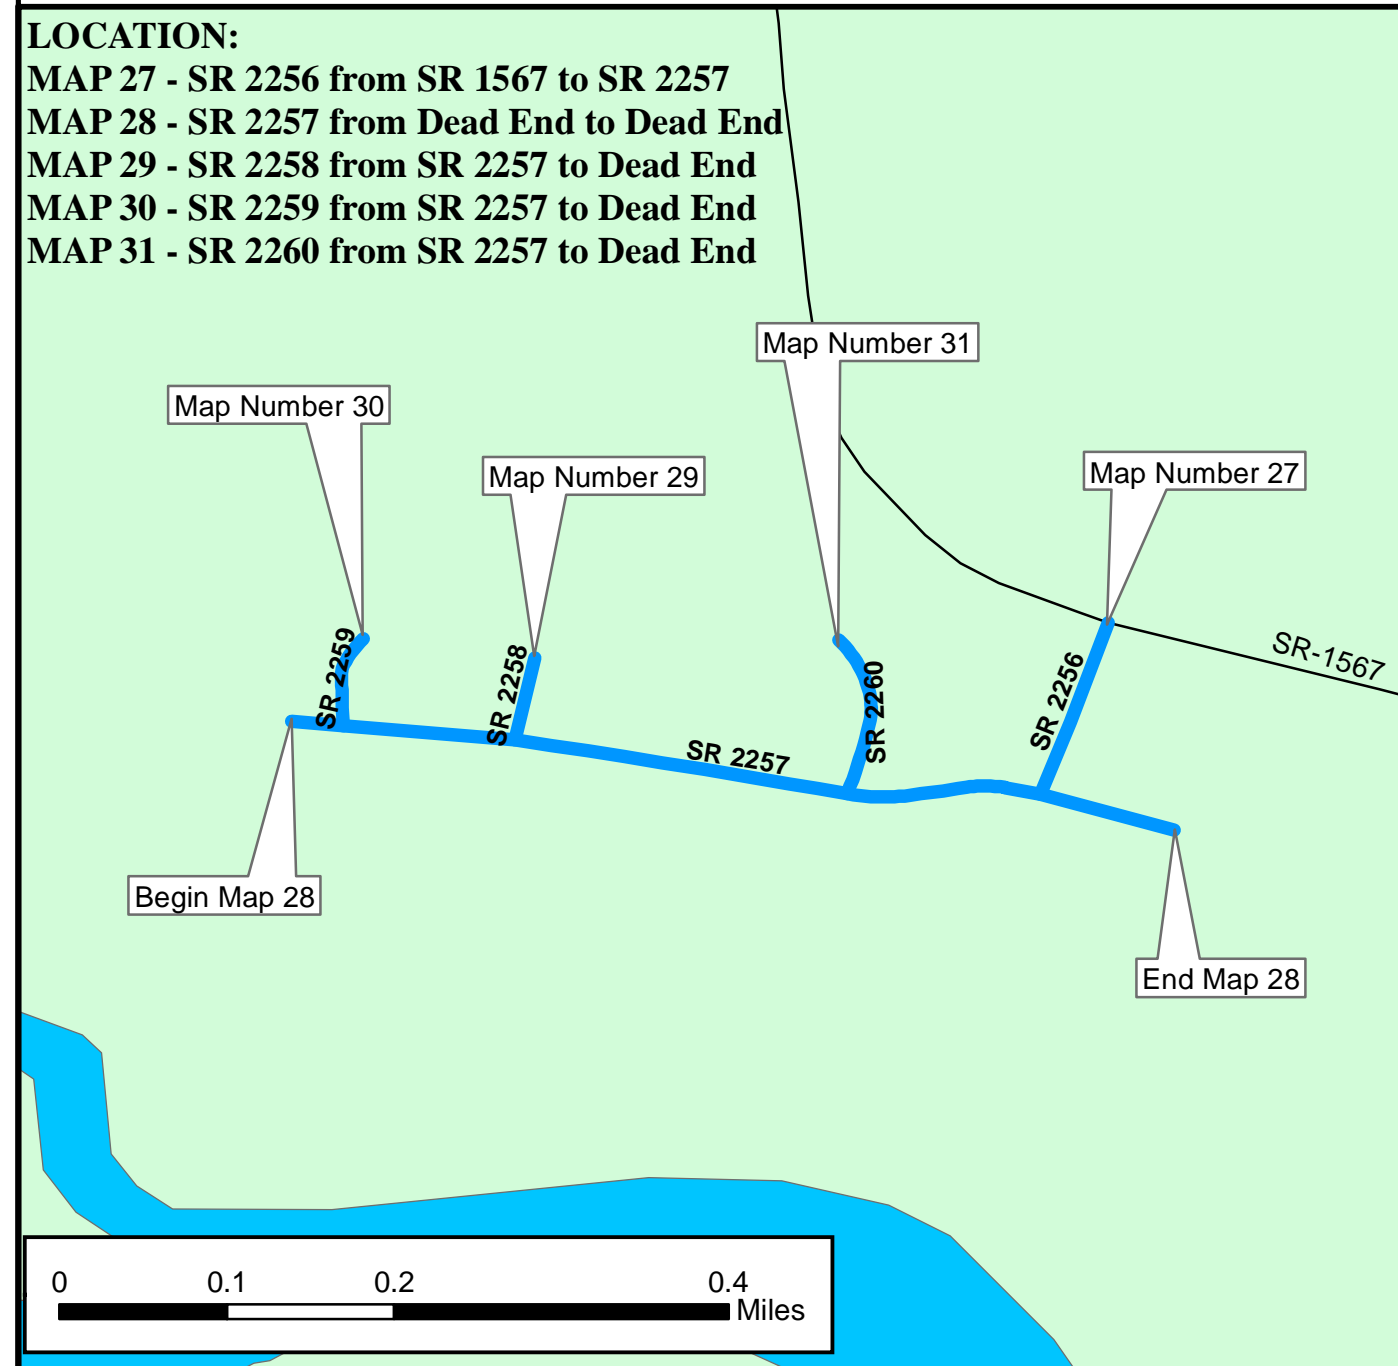 LOCATION:
MAP 27 - SR 2256 from SR 1567 to SR 2257
MAP 28 - SR 2257 from Dead End to Dead End
MAP 29 - SR 2258 from SR 2257 to Dead End
MAP 30 - SR 2259 from SR 2257 to Dead End
MAP 31 - SR 2260 from SR 2257 to Dead End
Map Number 31
Map Number 30
Map Number 29
Map Number 27
SR 2259
SR 2258
SR 2260
SR 2256
SR-1567
SR 2257
Begin Map 28
End Map 28
0 0.1 0.2 0.4
Miles